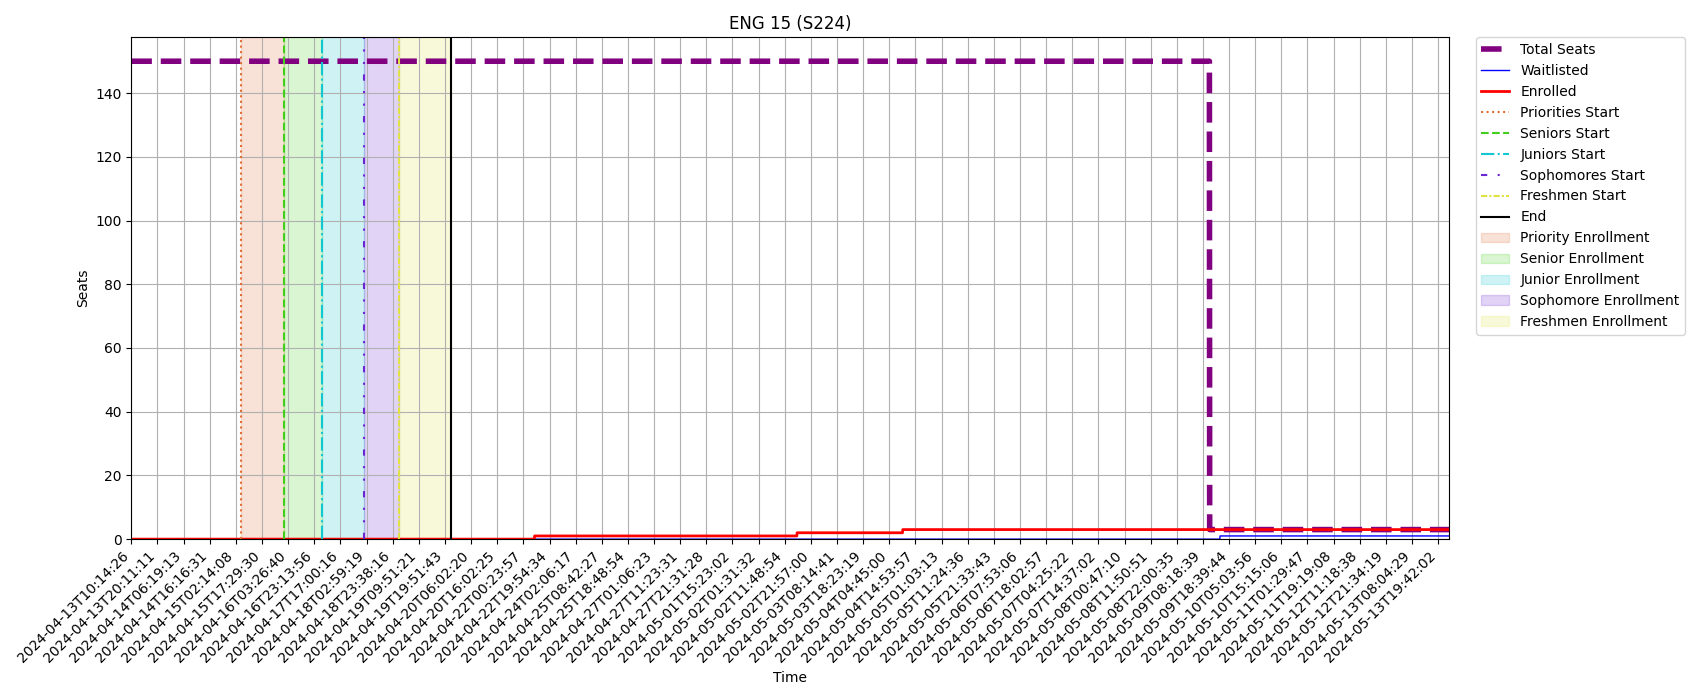 ENG 15 (S224)
Seats
140
120
100
80
60
40
20
0
2024-04-13T10:14:26
2024-04-13T20:11:11
2024-04-14T06:19:13
2024-04-14T16:16:31
2024-04-15T02:14:08
2024-04-15T17:29:30
2024-04-16T03:26:40
2024-04-16T23:13:56
2024-04-17T17:00:16
2024-04-18T02:59:19
2024-04-18T23:38:16
2024-04-19T09:51:21
2024-04-19T19:51:43
2024-04-20T06:02:20
2024-04-20T16:02:25
2024-04-22T00:23:57
2024-04-22T19:54:34
2024-04-24T02:06:17
2024-04-25T08:42:27
2024-04-25T18:48:54
2024-04-27T01:06:23
2024-04-27T11:23:31
2024-04-27T21:31:28
2024-05-01T15:23:02
2024-05-02T01:31:32
2024-05-02T11:48:54
2024-05-02T21:57:00
2024-05-03T08:14:41
2024-05-03T18:23:19
2024-05-04T04:45:00
2024-05-04T14:53:57
2024-05-05T01:03:13
2024-05-05T11:24:36
2024-05-05T21:33:43
2024-05-06T07:53:06
2024-05-06T18:02:57
2024-05-07T04:25:22
2024-05-07T14:37:02
2024-05-08T00:47:10
2024-05-08T11:50:51
2024-05-08T22:00:35
2024-05-09T08:18:39
2024-05-09T18:39:44
2024-05-10T05:03:56
2024-05-10T15:15:06
2024-05-11T01:29:47
2024-05-11T19:19:08
2024-05-12T11:18:38
2024-05-12T21:34:19
2024-05-13T08:04:29
2024-05-13T19:42:02
Time
Total Seats
Waitlisted
Enrolled
Priorities Start
Seniors Start
Juniors Start
Sophomores Start
Freshmen Start
End
Priority Enrollment
Senior Enrollment
Junior Enrollment
Sophomore Enrollment
Freshmen Enrollment